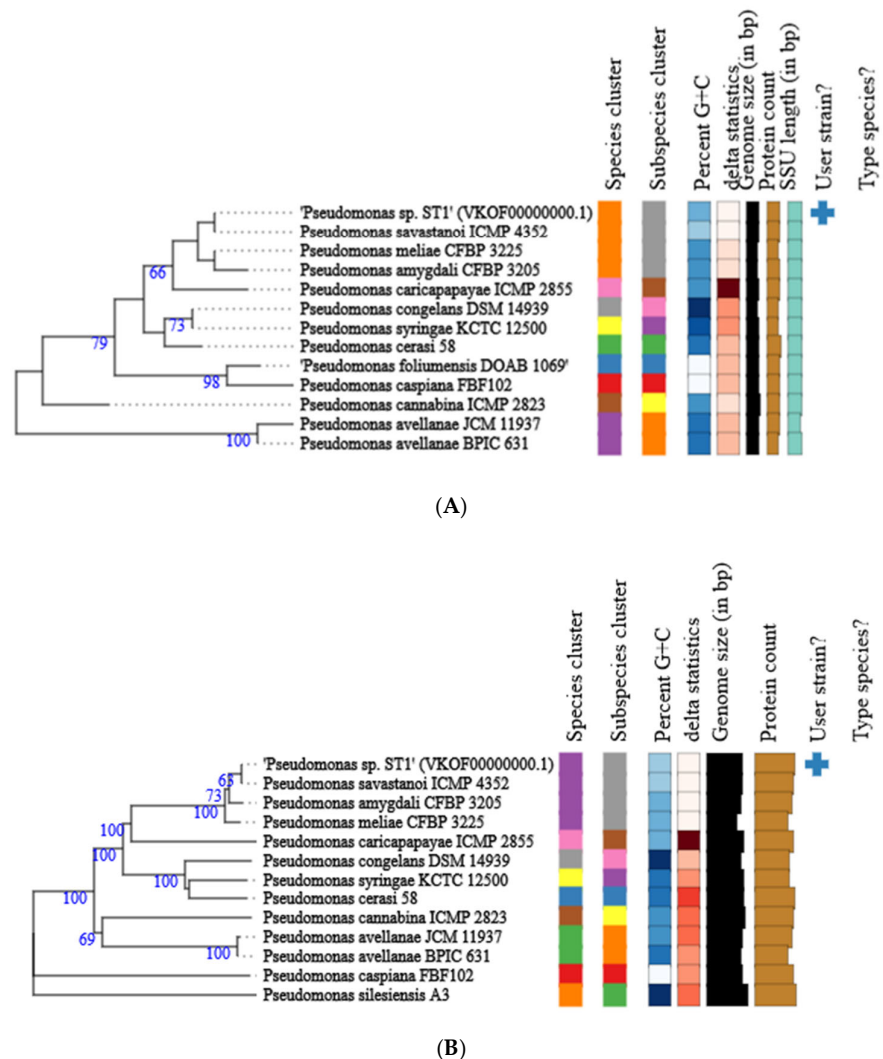 Species cluster
Subspecies cluster
Percent G+C
delta statistics
Genome size (in bp)
Protein count
SSU length (in bp)
User strain?
Type species?
'Pseudomonas sp. ST1' (VKOF00000000.1)
Pseudomonas savastanoi ICMP 4352
Pseudomonas meliae CFBP 3225
Pseudomonas amygdali CFBP 3205
66
Pseudomonas caricapapayae ICMP 2855
Pseudomonas congelans DSM 14939
73
Pseudomonas syringae KCTC 12500
79
Pseudomonas cerasi 58
'Pseudomonas foliumensis DOAB 1069'
98
Pseudomonas caspiana FBF102
Pseudomonas cannabina ICMP 2823
Pseudomonas avellanae JCM 11937
100
Pseudomonas avellanae BPIC 631
(A)
Species cluster
Subspecies cluster
Percent G+C
delta statistics
Genome size (in bp)
Protein count
User strain?
Type species?
'Pseudomonas sp. ST1' (VKOF00000000.1)
63
Pseudomonas savastanoi ICMP 4352
73
Pseudomonas amygdali CFBP 3205
100
Pseudomonas meliae CFBP 3225
100
Pseudomonas caricapapayae ICMP 2855
100
Pseudomonas congelans DSM 14939
100
Pseudomonas syringae KCTC 12500
100
Pseudomonas cerasi 58
Pseudomonas cannabina ICMP 2823
69
Pseudomonas avellanae JCM 11937
100
Pseudomonas avellanae BPIC 631
Pseudomonas caspiana FBF102
Pseudomonas silesiensis A3
(B)